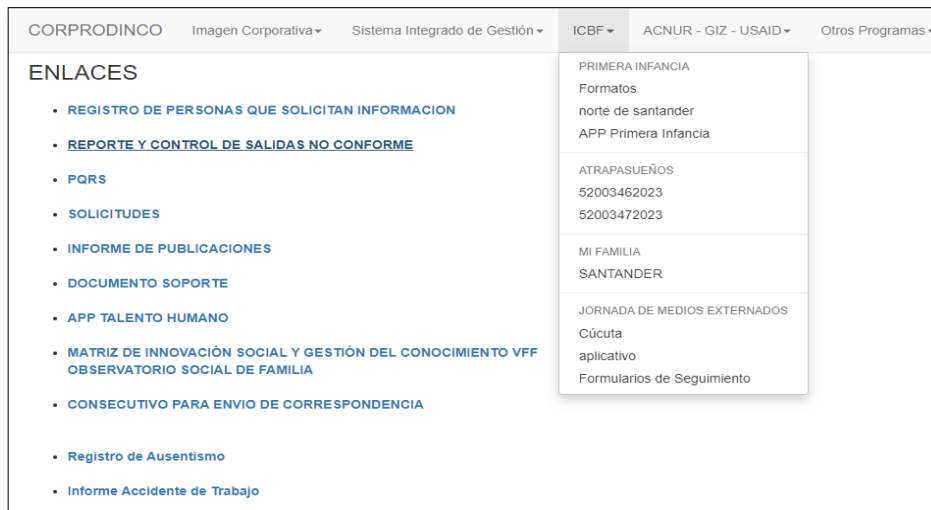 CORPRODINCO Imagen Corporativa Sistema Integrado de Gestión ICBF ACNUR - GIZ - USAID Otros Programas
ENLACES
REGISTRO DE PERSONAS QUE SOLICITAN INFORMACION
REPORTE Y CONTROL DE SALIDAS NO CONFORME
PQRS
SOLICITUDES
INFORME DE PUBLICACIONES
DOCUMENTO SOPORTE
APP TALENTO HUMANO
MATRIZ DE INNOVACIÓN SOCIAL Y GESTIÓN DEL CONOCIMIENTO VFF
OBSERVATORIO SOCIAL DE FAMILIA
CONSECUTIVO PARA ENVIO DE CORRESPONDENCIA
Registro de Ausentismo
Informe Accidente de Trabajo
PRIMERA INFANCIA
Formatos
norte de santander
APP Primera Infancia
ATRAPASUEÑOS
52003462023
52003472023
MI FAMILIA
SANTANDER
JORNADA DE MEDIOS EXTERNADOS
Cúcuta
aplicativo
Formularios de Seguimiento